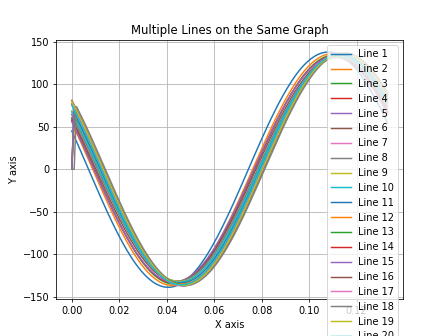 Multiple Lines on the Same Graph
Y axis
150
100
50
0
−50
−100
−150
0.00
0.02
0.04
0.06
0.08
0.10
X axis
Line 1
Line 2
Line 3
Line 4
Line 5
Line 6
Line 7
Line 8
Line 9
Line 10
Line 11
Line 12
Line 13
Line 14
Line 15
Line 16
Line 17
Line 18
Line 19
Line 20